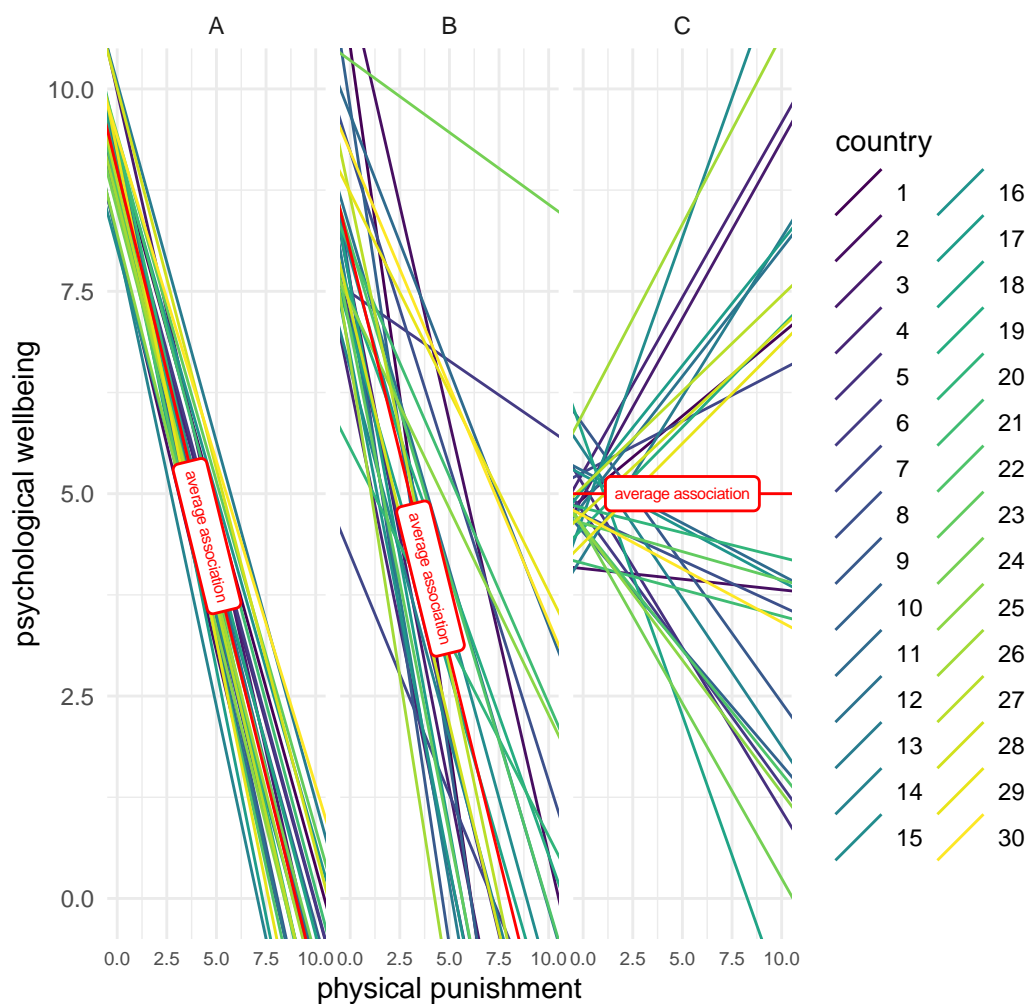 A B C
psychological wellbeing
10.0
7.5
5.0
2.5
0.0
average association
average association
average association
0.0 2.5 5.0 7.5 10.0 0.0 2.5 5.0 7.5 10.0 0.0 2.5 5.0 7.5 10.0
physical punishment
country
1 16
2 17
3 18
4 19
5 20
6 21
7 22
8 23
9 24
10 25
11 26
12 27
13 28
14 29
15 30